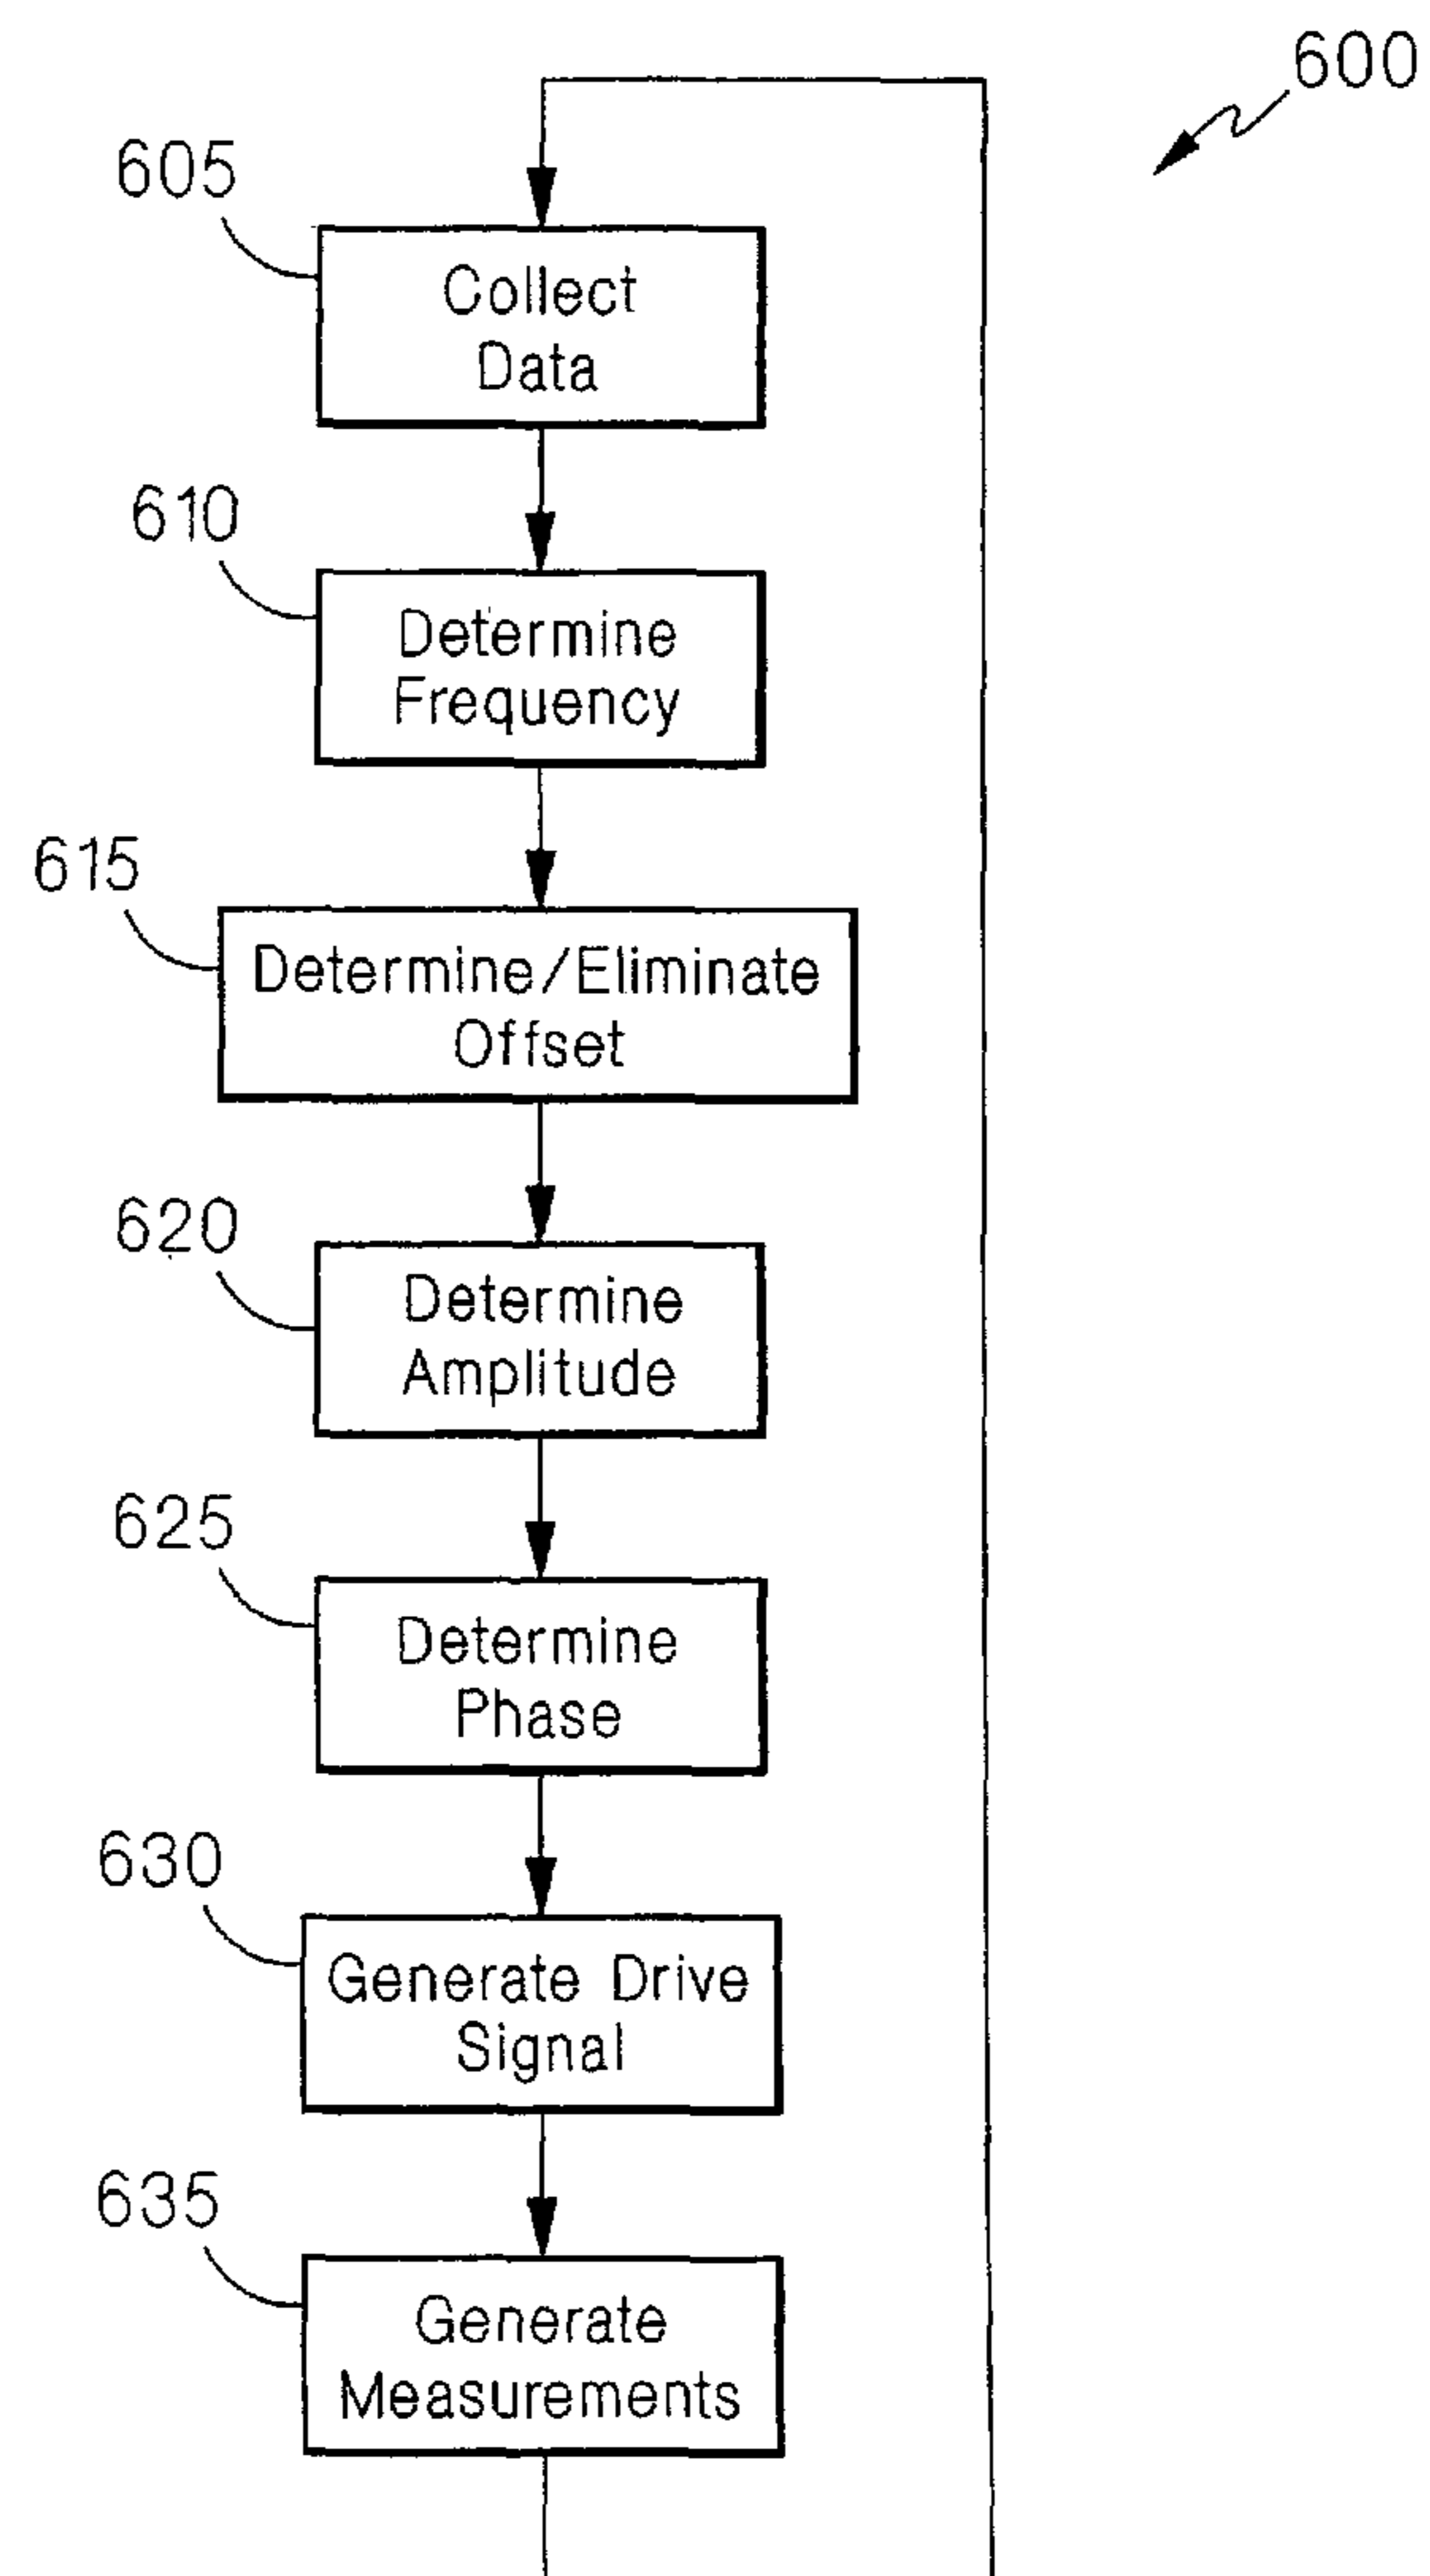 600
605
Collect
Data
610
Determine
Frequency
615
Determine/Eliminate
Offset
620
Determine
Amplitude
625
Determine
Phase
630
Generate Drive
Signal
635
Generate
Measurements